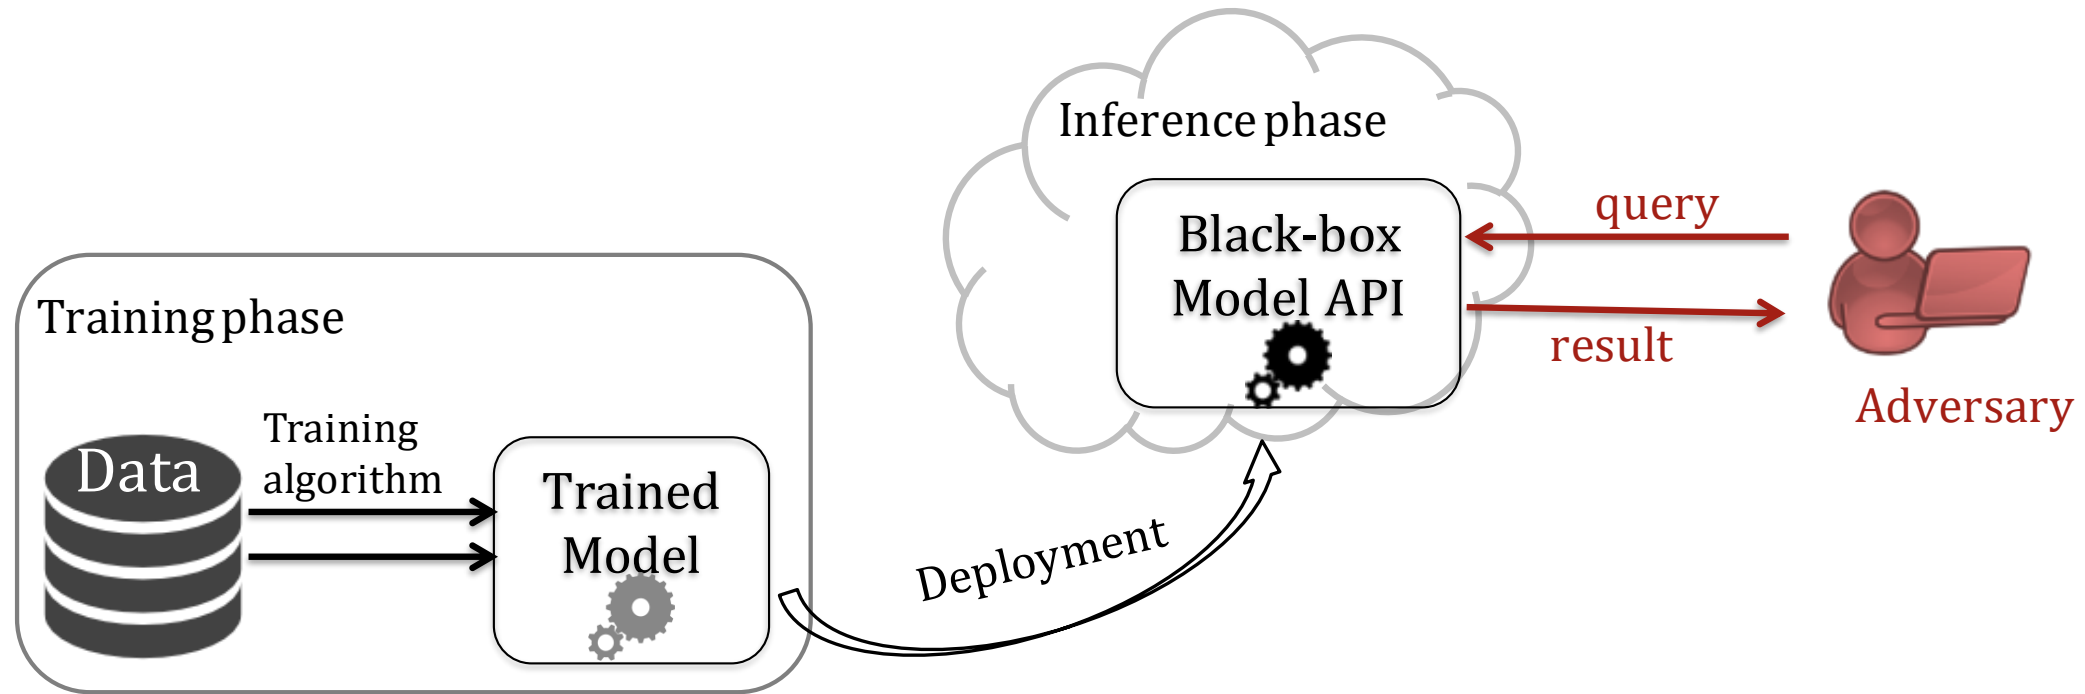 Training phase
Data
Training
algorithm
Trained
Model
Deployment
Inference phase
Black-box
Model API
query
result
Adversary